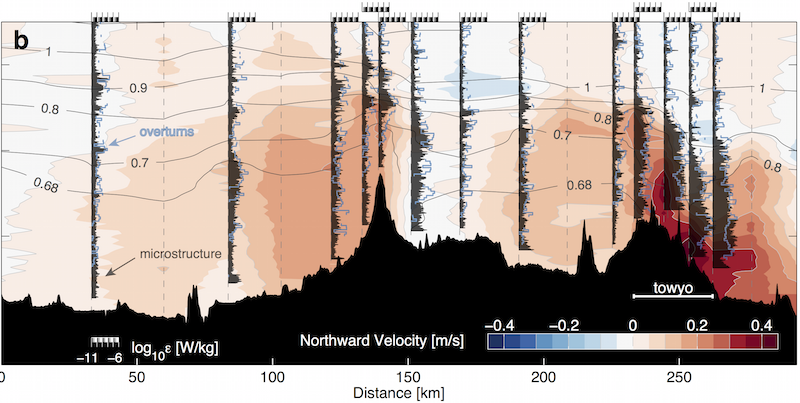 b
1
0.9
0.8
overturns
0.7
0.68
microstructure
1
0.8
0.7
0.8
0.68
towyo
−11 −6 log10ε [W/kg]
Northward Velocity [m/s]
−0.4 −0.2 0 0.2 0.4
0 50 100 150 200 250
Distance [km]